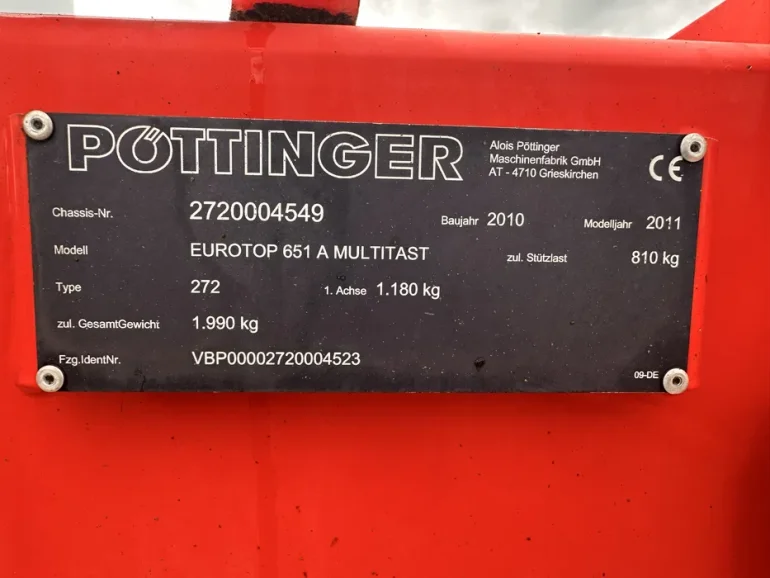 PÖTTINGER
Alois Pöttinger
Maschinenfabrik GmbH
AT - 4710 Grieskirchen
CE
Chassis-Nr. 2720004549 Baujahr 2010 Modelljahr 2011
Modell EUROTOP 651 A MULTITAST zul. Stützlast 810 kg
Type 272 1. Achse 1.180 kg
zul. GesamtGewicht 1.990 kg
Fzg.IdentNr. VBP00002720004523
09-DE